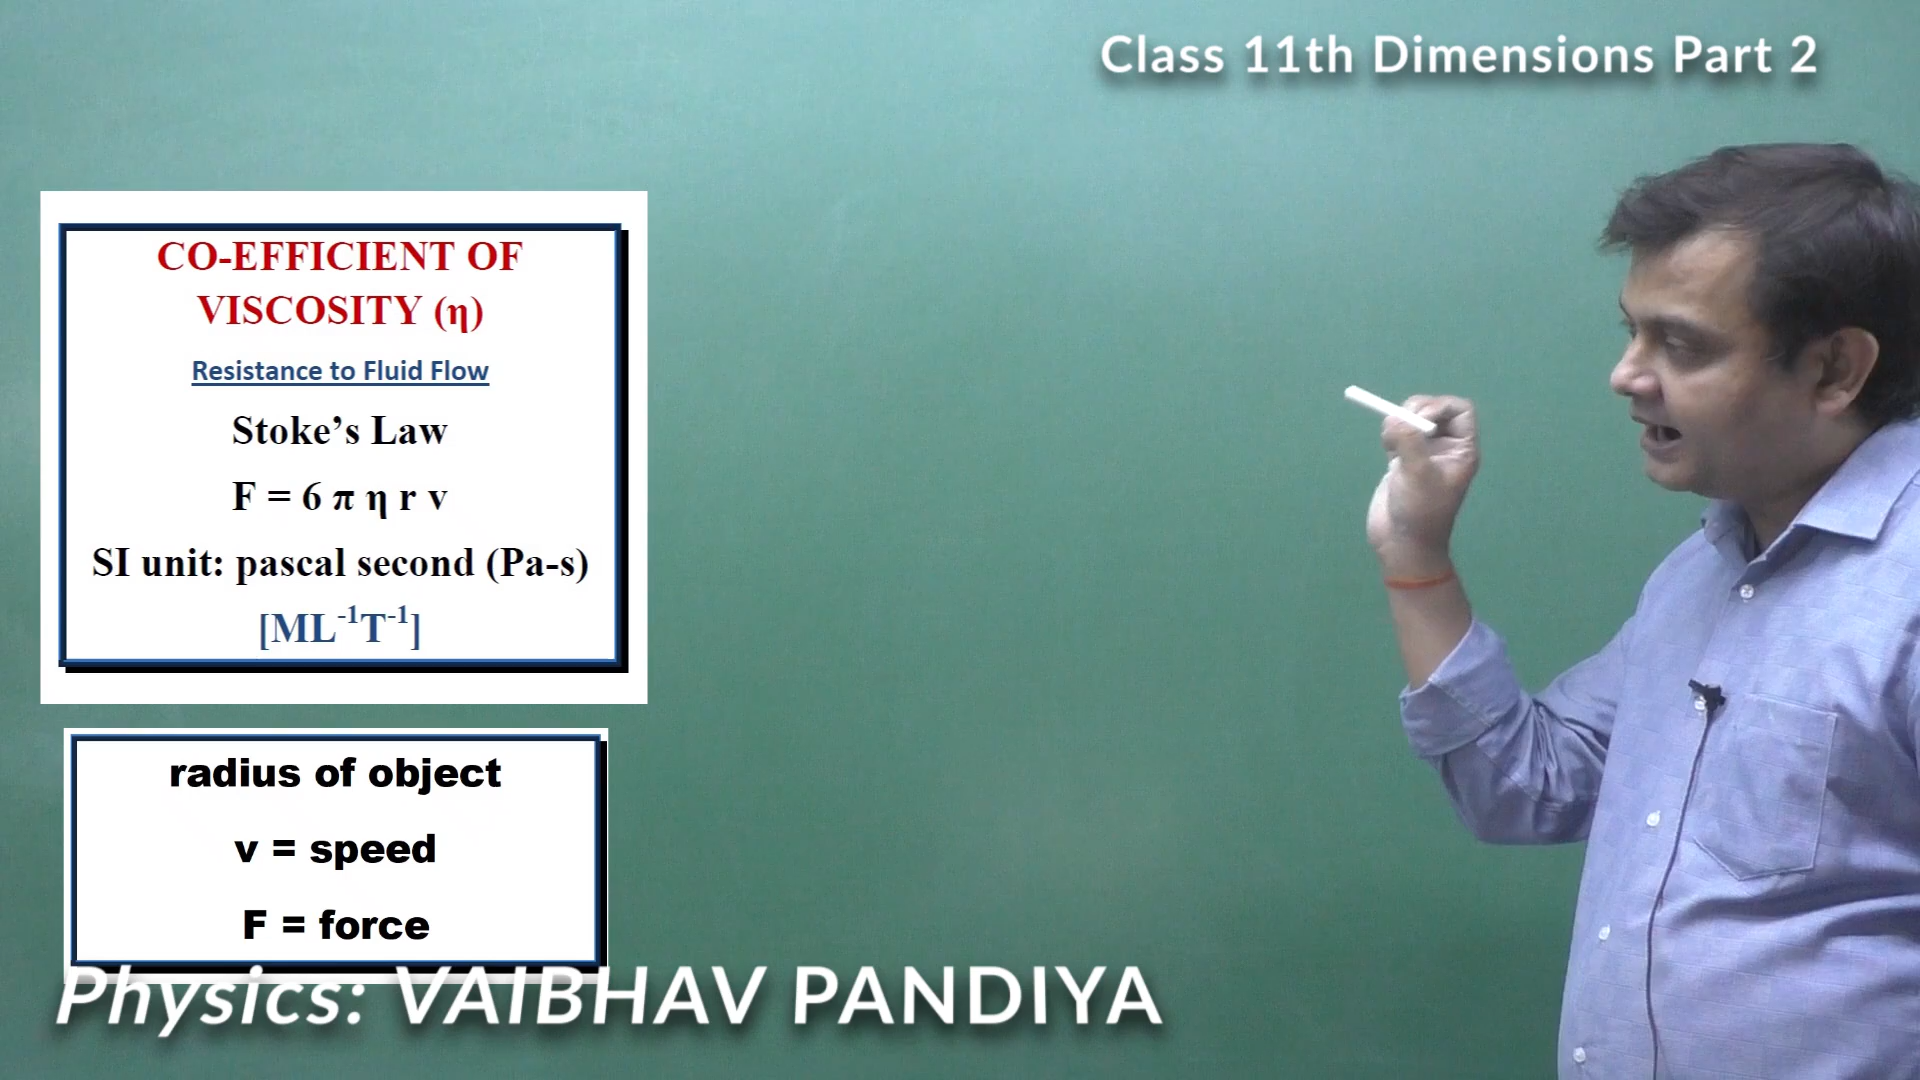 Class 11th Dimensions Part 2
CO-EFFICIENT OF
VISCOSITY (η)
Resistance to Fluid Flow
Stoke’s Law
F = 6 π η r v
SI unit: pascal second (Pa-s)
[ML⁻¹T⁻¹]
radius of object
v = speed
F = force
Physics: VAIBHAV PANDIYA